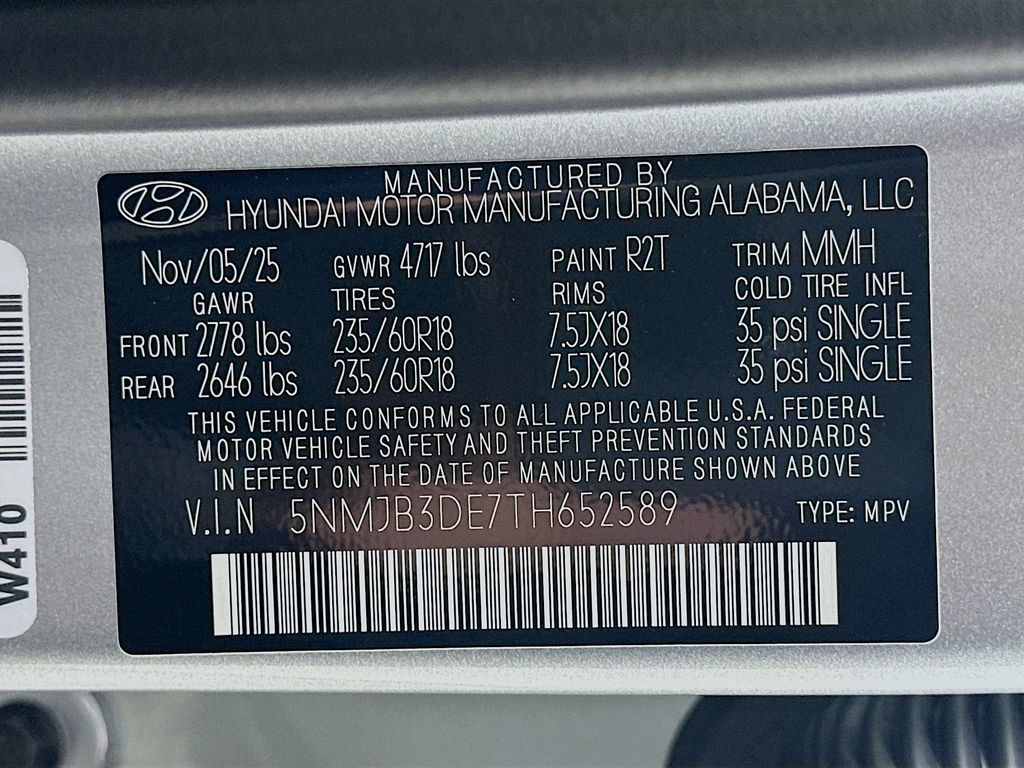 MANUFACTURED BY
HYUNDAI MOTOR MANUFACTURING ALABAMA, LLC
Nov/05/25 GVWR 4717 lbs PAINT R2T TRIM MMH
GAWR TIRES RIMS COLD TIRE INFL
FRONT 2778 lbs 235/60R18 7.5JX18 35 psi SINGLE
REAR 2646 lbs 235/60R18 7.5JX18 35 psi SINGLE
THIS VEHICLE CONFORMS TO ALL APPLICABLE U.S.A. FEDERAL
MOTOR VEHICLE SAFETY AND THEFT PREVENTION STANDARDS
IN EFFECT ON THE DATE OF MANUFACTURE SHOWN ABOVE
V.I.N 5NMJB3DE7TH652589 TYPE: MPV
W410